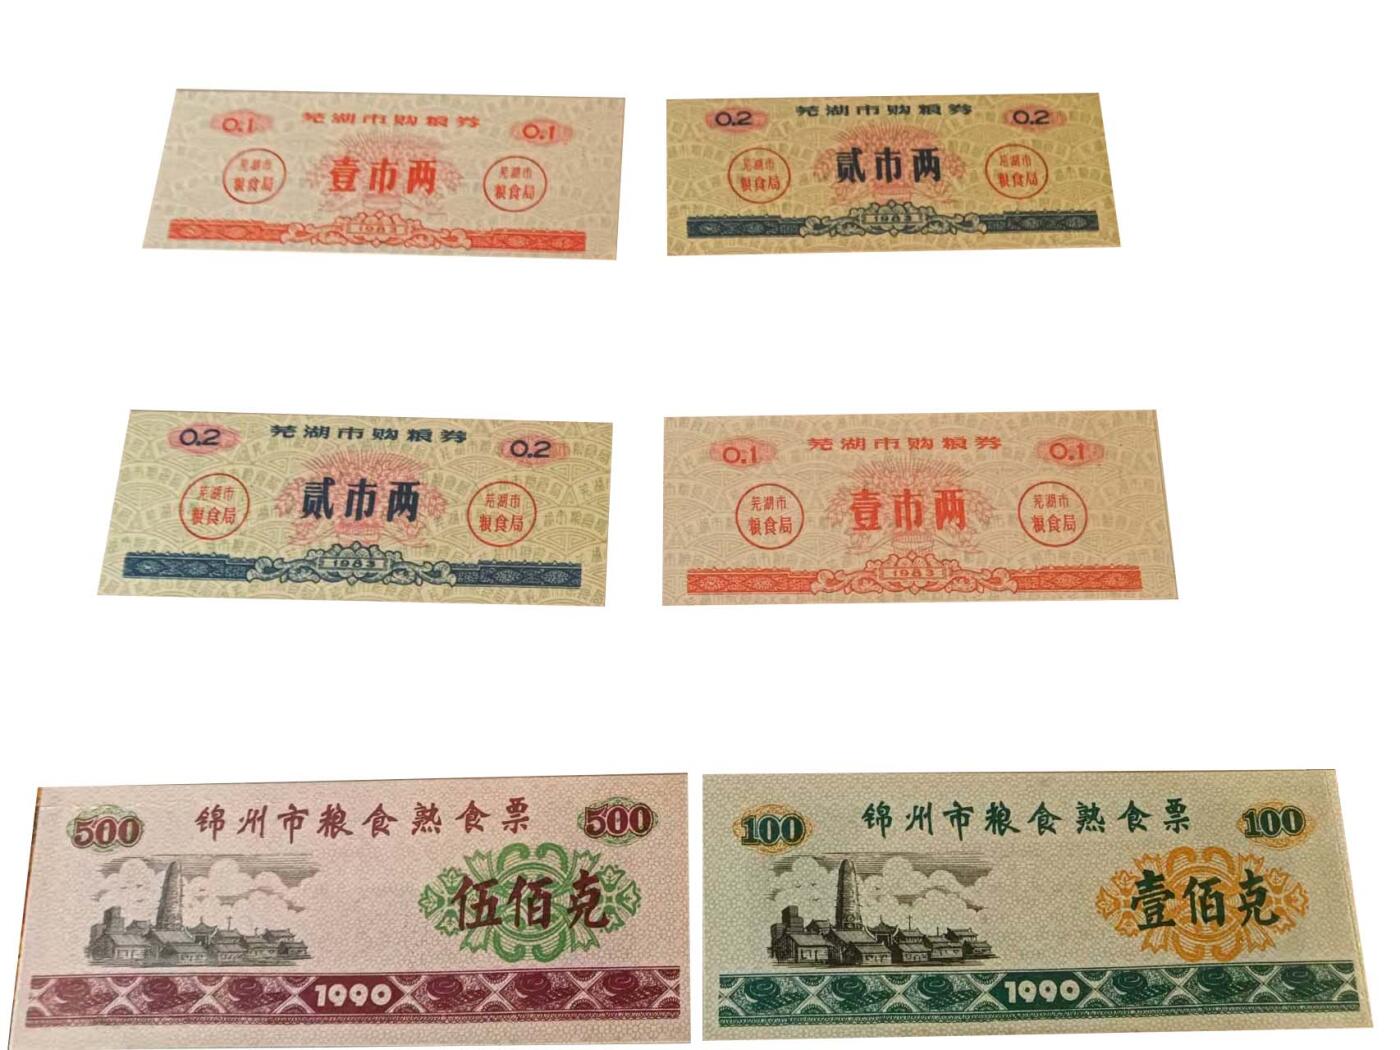 0.1 芜湖市购粮券 0.1
芜湖市
粮食局
壹市两
芜湖市
粮食局
1983
0.2 芜湖市购粮券 0.2
芜湖市
粮食局
贰市两
芜湖市
粮食局
1983
0.2 芜湖市购粮券 0.2
芜湖市
粮食局
贰市两
芜湖市
粮食局
1983
0.1 芜湖市购粮券 0.1
芜湖市
粮食局
壹市两
芜湖市
粮食局
1983
500 锦州市粮食熟食票 500
伍佰克
1990
100 锦州市粮食熟食票 100
壹佰克
1990